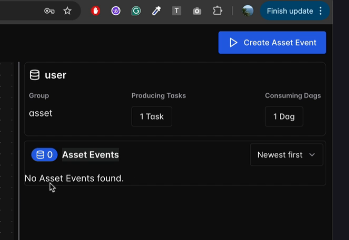 Finish update
Create Asset Event
user
Group
Producing Tasks
Consuming Dags
asset
1 Task
1 Dag
0 Asset Events
Newest first
No Asset Events found.